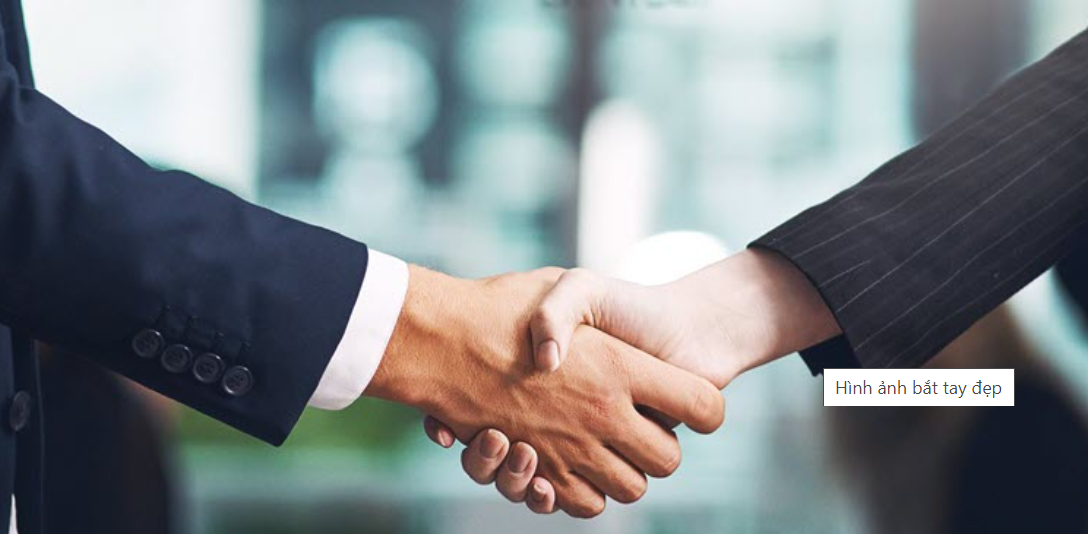 Hình ảnh bắt tay đẹp